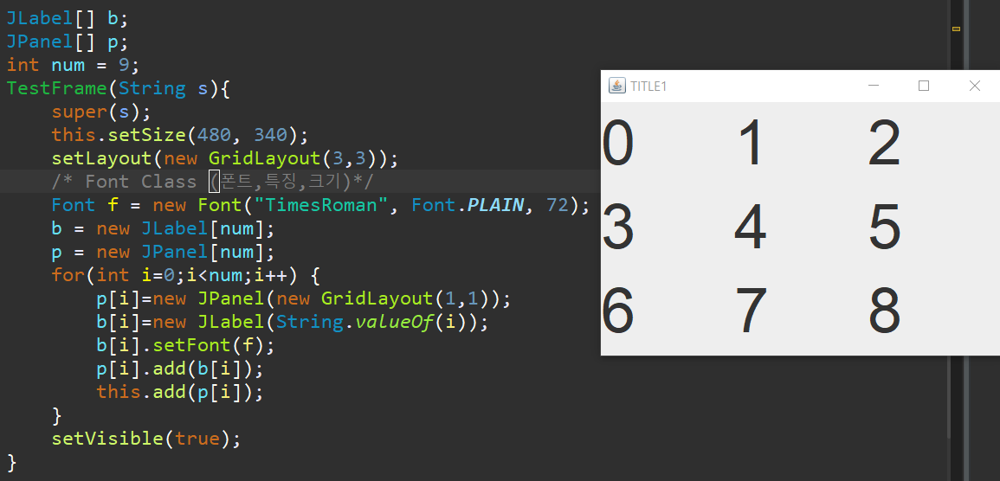 JLabel[] b;
JPanel[] p;
int num = 9;
TestFrame(String s){
    super(s);
    this.setSize(480, 340);
    setLayout(new GridLayout(3,3));
    /* Font Class (폰트,특징,크기)*/
    Font f = new Font("TimesRoman", Font.PLAIN, 72);
    b = new JLabel[num];
    p = new JPanel[num];
    for(int i=0;i<num;i++) {
        p[i]=new JPanel(new GridLayout(1,1));
        b[i]=new JLabel(String.valueOf(i));
        b[i].setFont(f);
        p[i].add(b[i]);
        this.add(p[i]);
    }
    setVisible(true);
}
TITLE1
0 1 2
3 4 5
6 7 8